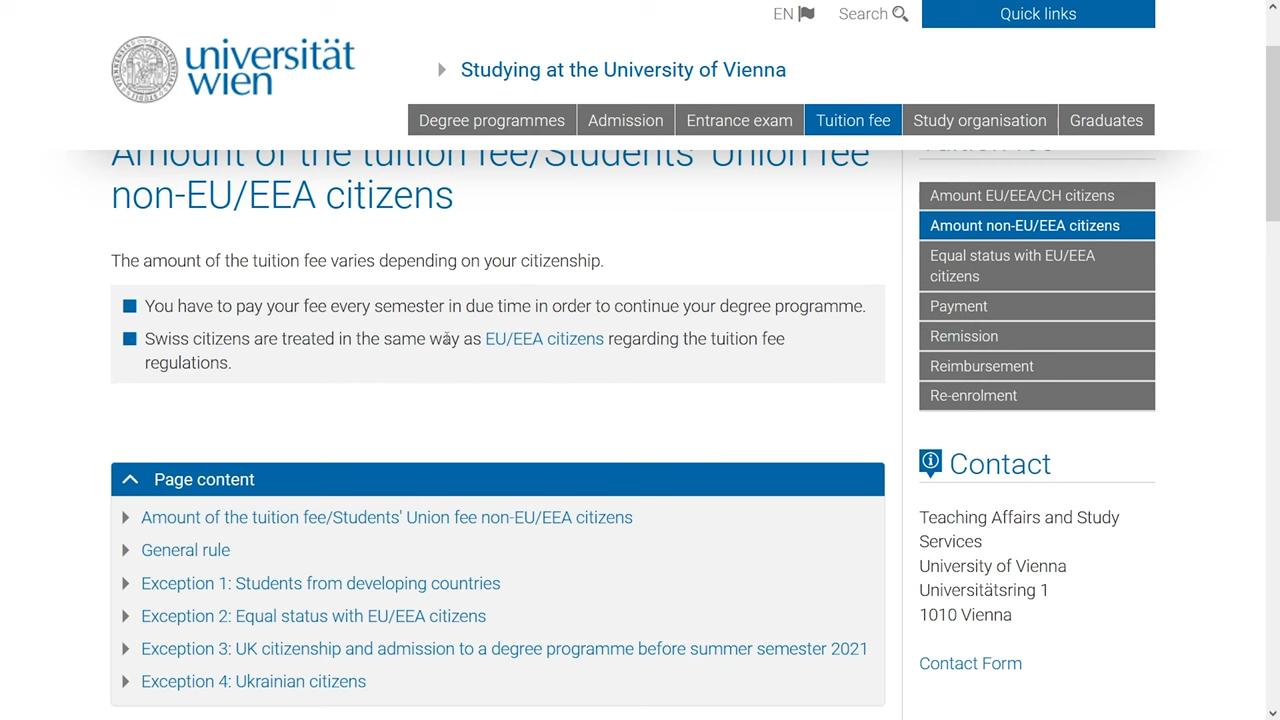 EN
Search
Quick links
universität
wien
Studying at the University of Vienna
Degree programmes
Admission
Entrance exam
Tuition fee
Study organisation
Graduates
Amount of the tuition fee/Students' Union fee
non-EU/EEA citizens
The amount of the tuition fee varies depending on your citizenship.
You have to pay your fee every semester in due time in order to continue your degree programme.
Swiss citizens are treated in the same way as EU/EEA citizens regarding the tuition fee
regulations.
Page content
Amount of the tuition fee/Students' Union fee non-EU/EEA citizens
General rule
Exception 1: Students from developing countries
Exception 2: Equal status with EU/EEA citizens
Exception 3: UK citizenship and admission to a degree programme before summer semester 2021
Exception 4: Ukrainian citizens
Amount EU/EEA/CH citizens
Amount non-EU/EEA citizens
Equal status with EU/EEA
citizens
Payment
Remission
Reimbursement
Re-enrolment
Contact
Teaching Affairs and Study
Services
University of Vienna
Universitätsring 1
1010 Vienna
Contact Form